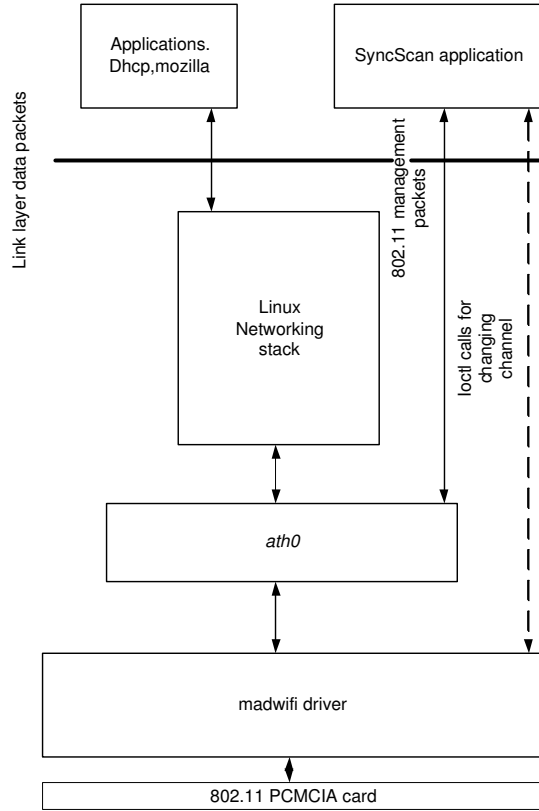 Applications.
Dhcp,mozilla
SyncScan application
Link layer data packets
802.11 management
packets
Linux
Networking
stack
Ioctl calls for
changing
channel
ath0
madwifi driver
802.11 PCMCIA card